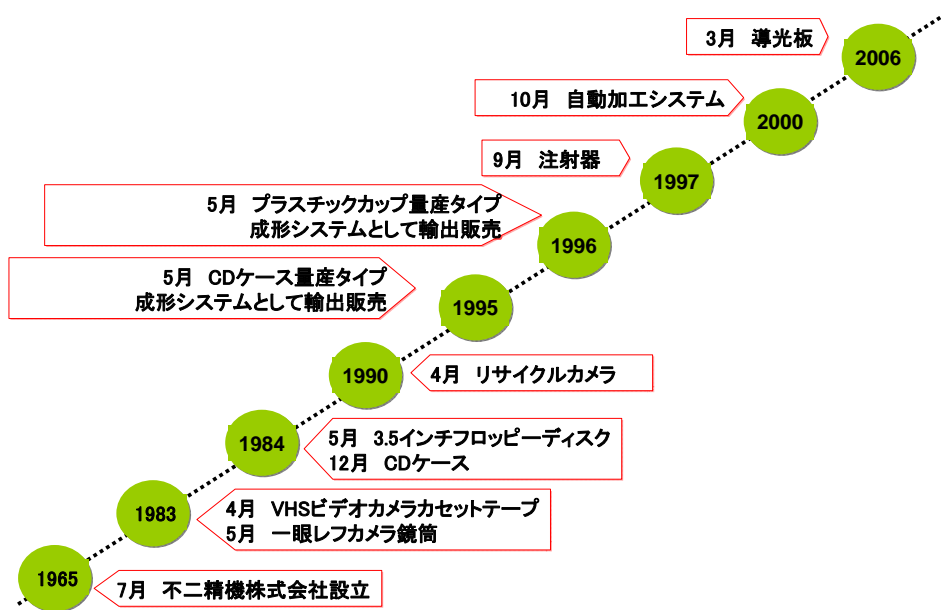 3月 導光板
2006
10月 自動加工システム
2000
9月 注射器
1997
5月 プラスチックカップ量産タイプ
成形システムとして輸出販売
1996
5月 CDケース量産タイプ
成形システムとして輸出販売
1995
1990
4月 リサイクルカメラ
1984
5月 3.5インチフロッピーディスク
12月 CDケース
1983
4月 VHSビデオカメラカセットテープ
5月 一眼レフカメラ鏡筒
1965
7月 不二精機株式会社設立